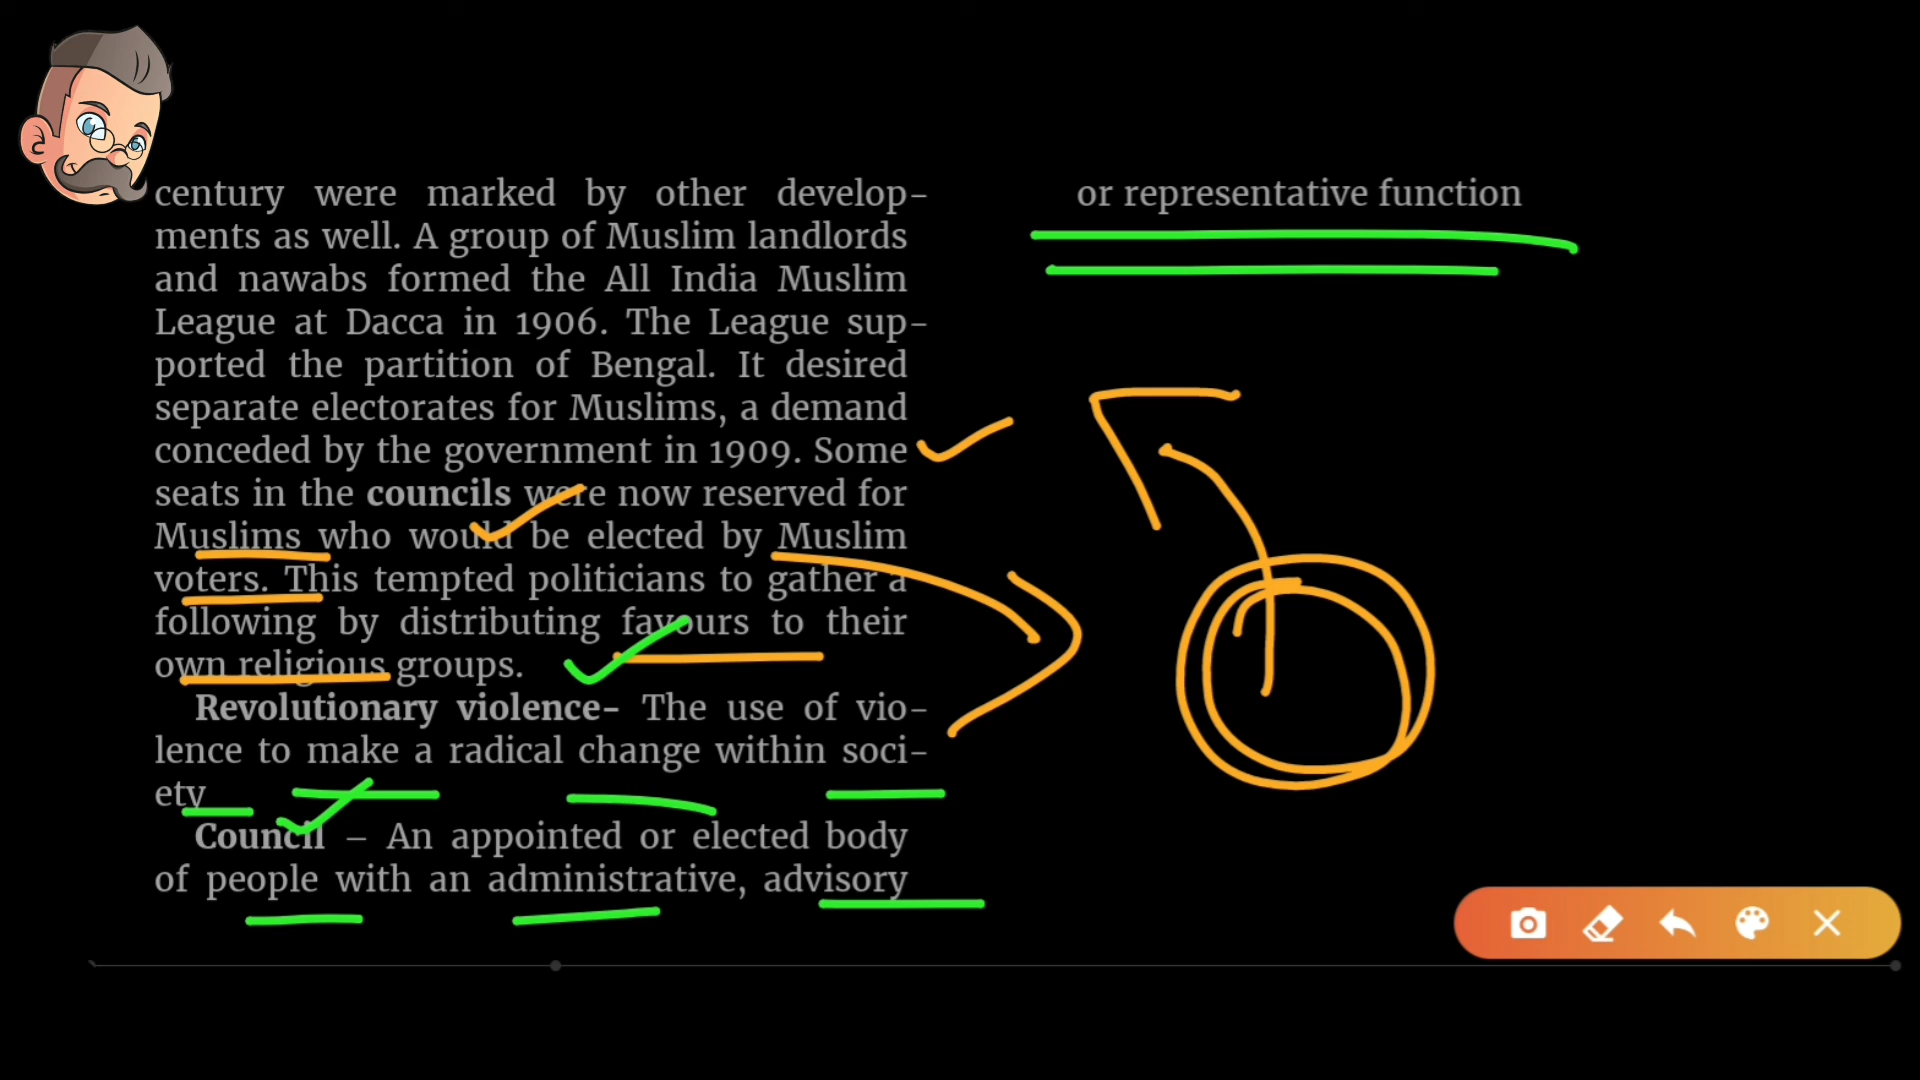 century were marked by other develop-
ments as well. A group of Muslim landlords
and nawabs formed the All India Muslim
League at Dacca in 1906. The League sup-
ported the partition of Bengal. It desired
separate electorates for Muslims, a demand
conceded by the government in 1909. Some
seats in the councils were now reserved for
Muslims who would be elected by Muslim
voters. This tempted politicians to gather a
following by distributing favours to their
own religious groups.
Revolutionary violence- The use of vio-
lence to make a radical change within soci-
ety
Council – An appointed or elected body
of people with an administrative, advisory
or representative function